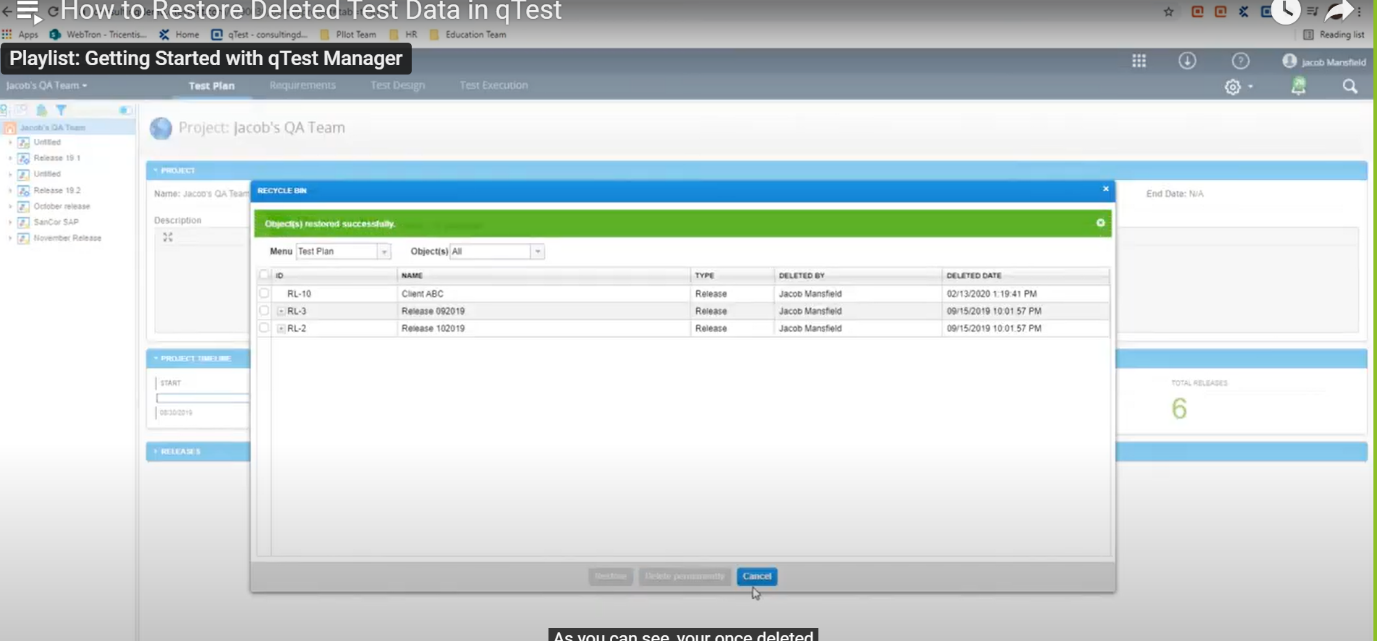 How to Restore Deleted Test Data in qTest
Apps WebTron - Tricentis... Home qTest - consultingd... Pilot Team HR Education Team Reading list
Playlist: Getting Started with qTest Manager
Jacob Mansfield
Jacob's QA Team Test Plan Requirements Test Design Test Execution
Jacob's QA Team
Untitled
Release 19 1
Untitled
Release 19 2
October release
SanCor SAP
November Release
Project: Jacob's QA Team
PROJECT
Name: Jacob's QA Team End Date: N/A
Description
RECYCLE BIN
Object(s) restored successfully.
Menu Test Plan Object(s) All
ID NAME TYPE DELETED BY DELETED DATE
RL-10 Client ABC Release Jacob Mansfield 02/13/2020 1:19:41 PM
RL-3 Release 092019 Release Jacob Mansfield 09/15/2019 10:01:57 PM
RL-2 Release 102019 Release Jacob Mansfield 09/15/2019 10:01:57 PM
PROJECT TIMELINE
START
TOTAL RELEASES
6
RELEASES
Restore Delete permanently Cancel
As you can see, your once deleted